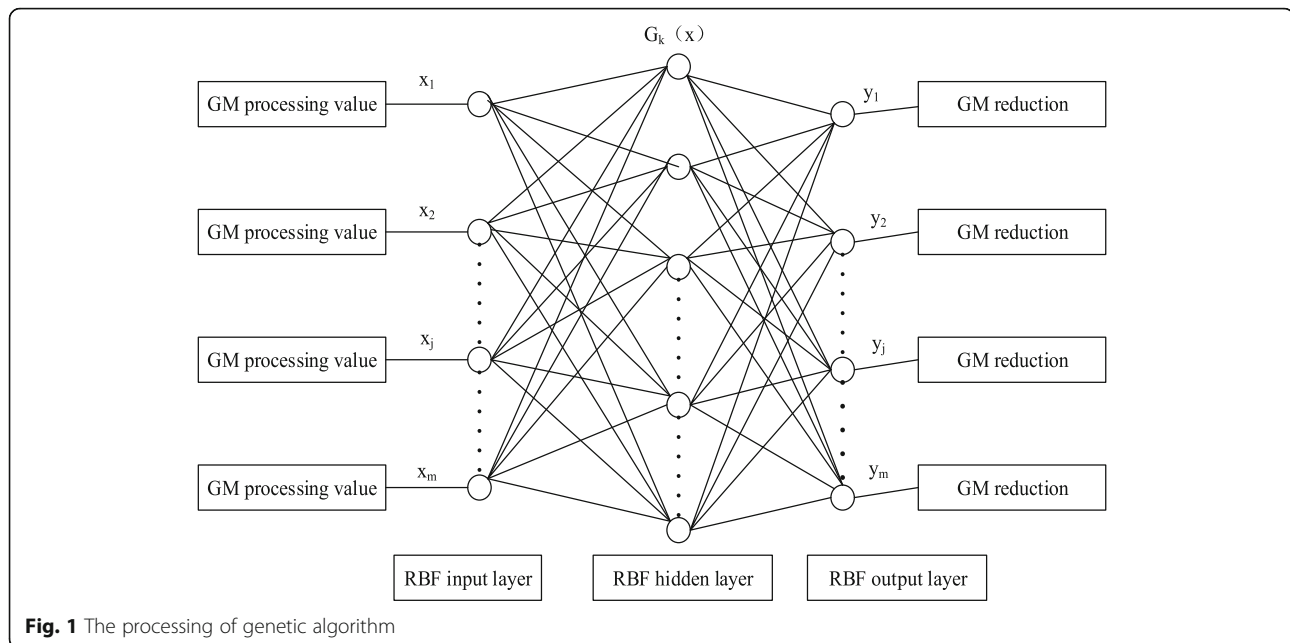 Gₖ（x）
GM processing value
x₁
y₁
GM reduction
GM processing value
x₂
y₂
GM reduction
GM processing value
xⱼ
yⱼ
GM reduction
GM processing value
xₘ
yₘ
GM reduction
RBF input layer
RBF hidden layer
RBF output layer
Fig. 1 The processing of genetic algorithm